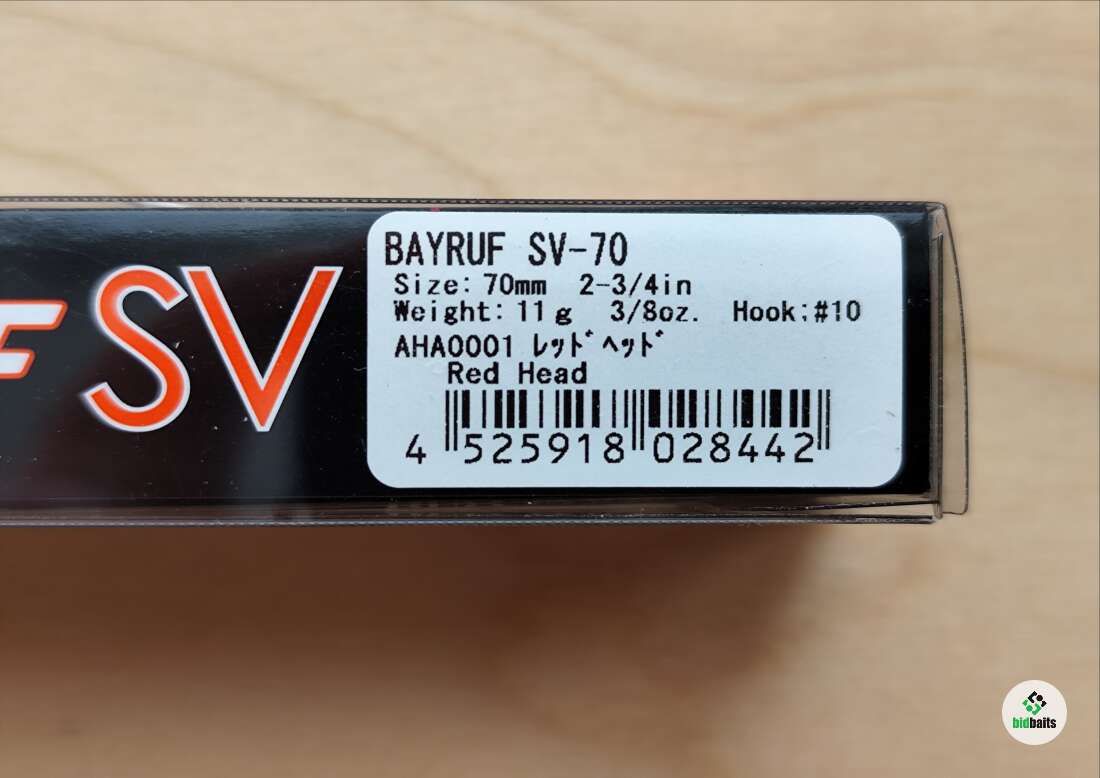 F SV
BAYRUF SV-70
Size: 70mm 2-3/4in
Weight: 11g 3/8oz. Hook:#10
AHA0001 ﾚｯﾄﾞﾍｯﾄﾞ
Red Head
4 525918 028442
bidbaits